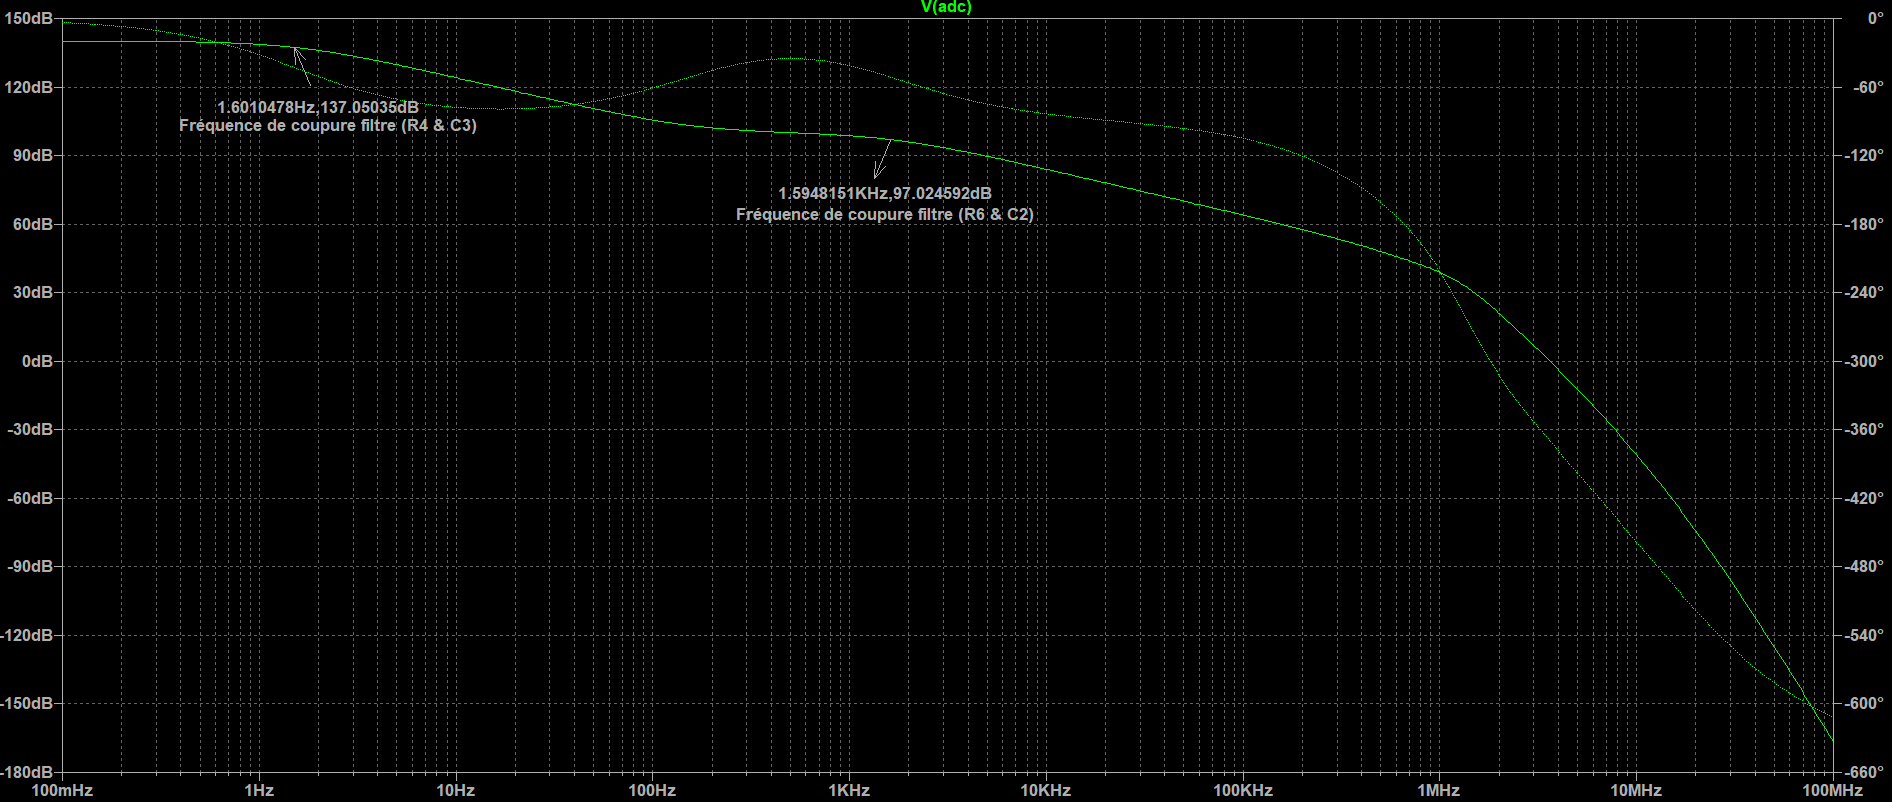 V(adc)
150dB
120dB
90dB
60dB
30dB
0dB
-30dB
-60dB
-90dB
-120dB
-150dB
-180dB
0°
-60°
-120°
-180°
-240°
-300°
-360°
-420°
-480°
-540°
-600°
-660°
1.6010478Hz,137.05035dB
Fréquence de coupure filtre (R4 & C3)
1.5948151KHz,97.024592dB
Fréquence de coupure filtre (R6 & C2)
100mHz 1Hz 10Hz 100Hz 1KHz 10KHz 100KHz 1MHz 10MHz 100MHz